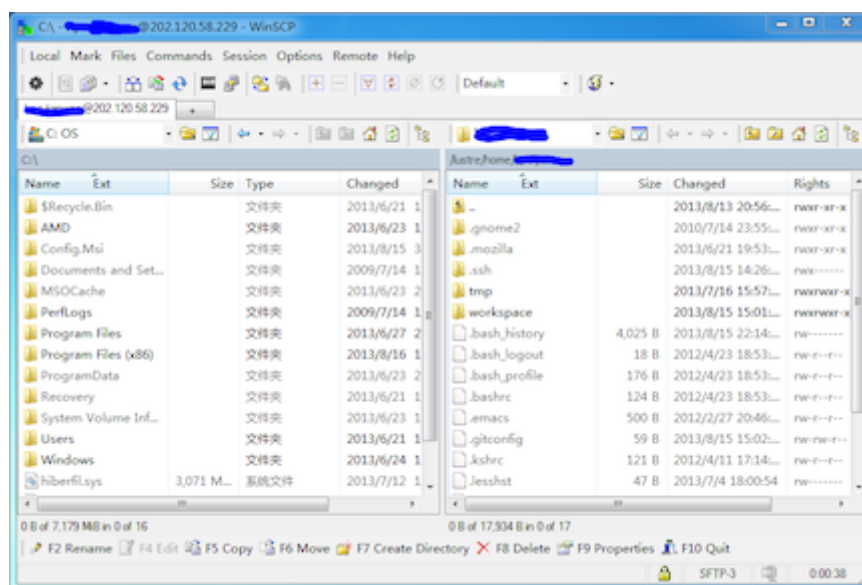 C:\ - @202.120.58.229 - WinSCP
Local Mark Files Commands Session Options Remote Help
Default
@202.120.58.229
C: OS
C:\
/lustre/home/
Name Ext Size Type Changed
Name Ext Size Changed Rights
$Recycle.Bin 文件夹 2013/6/21 1
AMD 文件夹 2013/6/23 1
Config.Msi 文件夹 2013/8/15 3
Documents and Set... 文件夹 2009/7/14 1
MSOCache 文件夹 2013/6/23 2
PerfLogs 文件夹 2009/7/14 1
Program Files 文件夹 2013/6/27 2
Program Files (x86) 文件夹 2013/8/16 1
ProgramData 文件夹 2013/6/23 2
Recovery 文件夹 2013/6/21 1
System Volume Inf... 文件夹 2013/6/23 1
Users 文件夹 2013/6/21 1
Windows 文件夹 2013/6/24 1
hiberfil.sys 3,071 M... 系统文件 2013/7/12 1
.. 2013/8/13 20:56:... rwxr-xr-x
.gnome2 2010/7/14 23:55:... rwxr-xr-x
.mozilla 2013/6/21 19:53:... rwxr-xr-x
.ssh 2013/8/15 14:26:... rwx------
tmp 2013/7/16 15:57:... rwxrwxr-x
workspace 2013/8/15 15:01:... rwxrwxr-x
.bash_history 4,025 B 2013/8/15 22:14:... rw-------
.bash_logout 18 B 2012/4/23 18:53:... rw-r--r--
.bash_profile 176 B 2012/4/23 18:53:... rw-r--r--
.bashrc 124 B 2012/4/23 18:53:... rw-r--r--
.emacs 500 B 2012/2/27 20:46:... rw-r--r--
.gitconfig 59 B 2013/8/15 15:02:... rw-rw-r--
.kshrc 121 B 2012/4/11 17:14:... rw-r--r--
.lesshst 47 B 2013/7/4 18:00:54 rw-------
0 B of 7,179 MiB in 0 of 16
0 B of 17,934 B in 0 of 17
F2 Rename F4 Edit F5 Copy F6 Move F7 Create Directory F8 Delete F9 Properties F10 Quit
SFTP-3 0:00:38